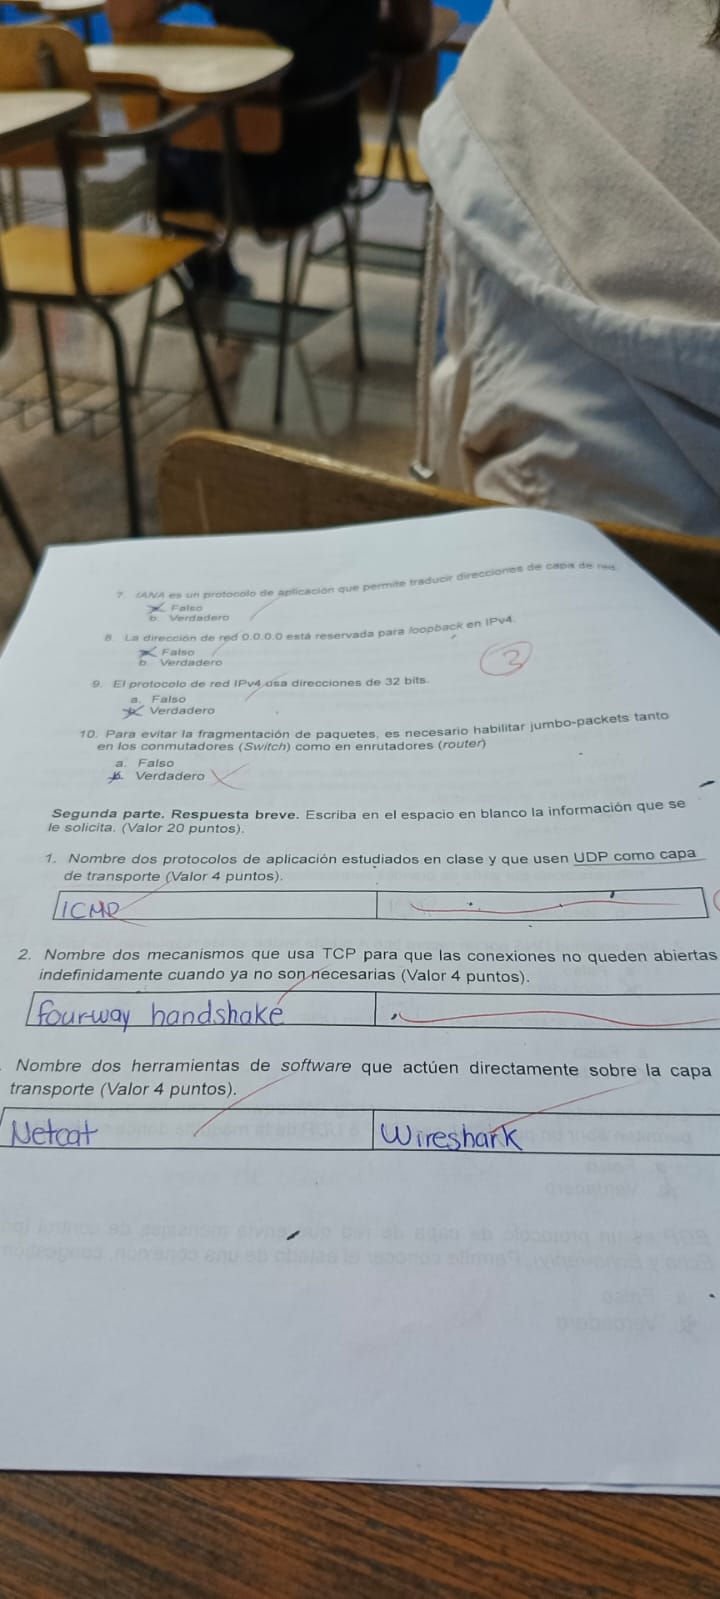 7. IANA es un protocolo de aplicación que permite traducir direcciones de capa de red.
a. Falso
b. Verdadero
8. La dirección de red 0.0.0.0 está reservada para loopback en IPv4.
a. Falso
b. Verdadero
3
9. El protocolo de red IPv4 usa direcciones de 32 bits.
a. Falso
b. Verdadero
10. Para evitar la fragmentación de paquetes, es necesario habilitar jumbo-packets tanto
en los conmutadores (Switch) como en enrutadores (router)
a. Falso
b. Verdadero
Segunda parte. Respuesta breve. Escriba en el espacio en blanco la información que se
le solicita. (Valor 20 puntos).
1. Nombre dos protocolos de aplicación estudiados en clase y que usen UDP como capa
de transporte (Valor 4 puntos).
ICMP
2. Nombre dos mecanismos que usa TCP para que las conexiones no queden abiertas
indefinidamente cuando ya no son necesarias (Valor 4 puntos).
fourway handshake
Nombre dos herramientas de software que actúen directamente sobre la capa
transporte (Valor 4 puntos).
Netcat Wireshark